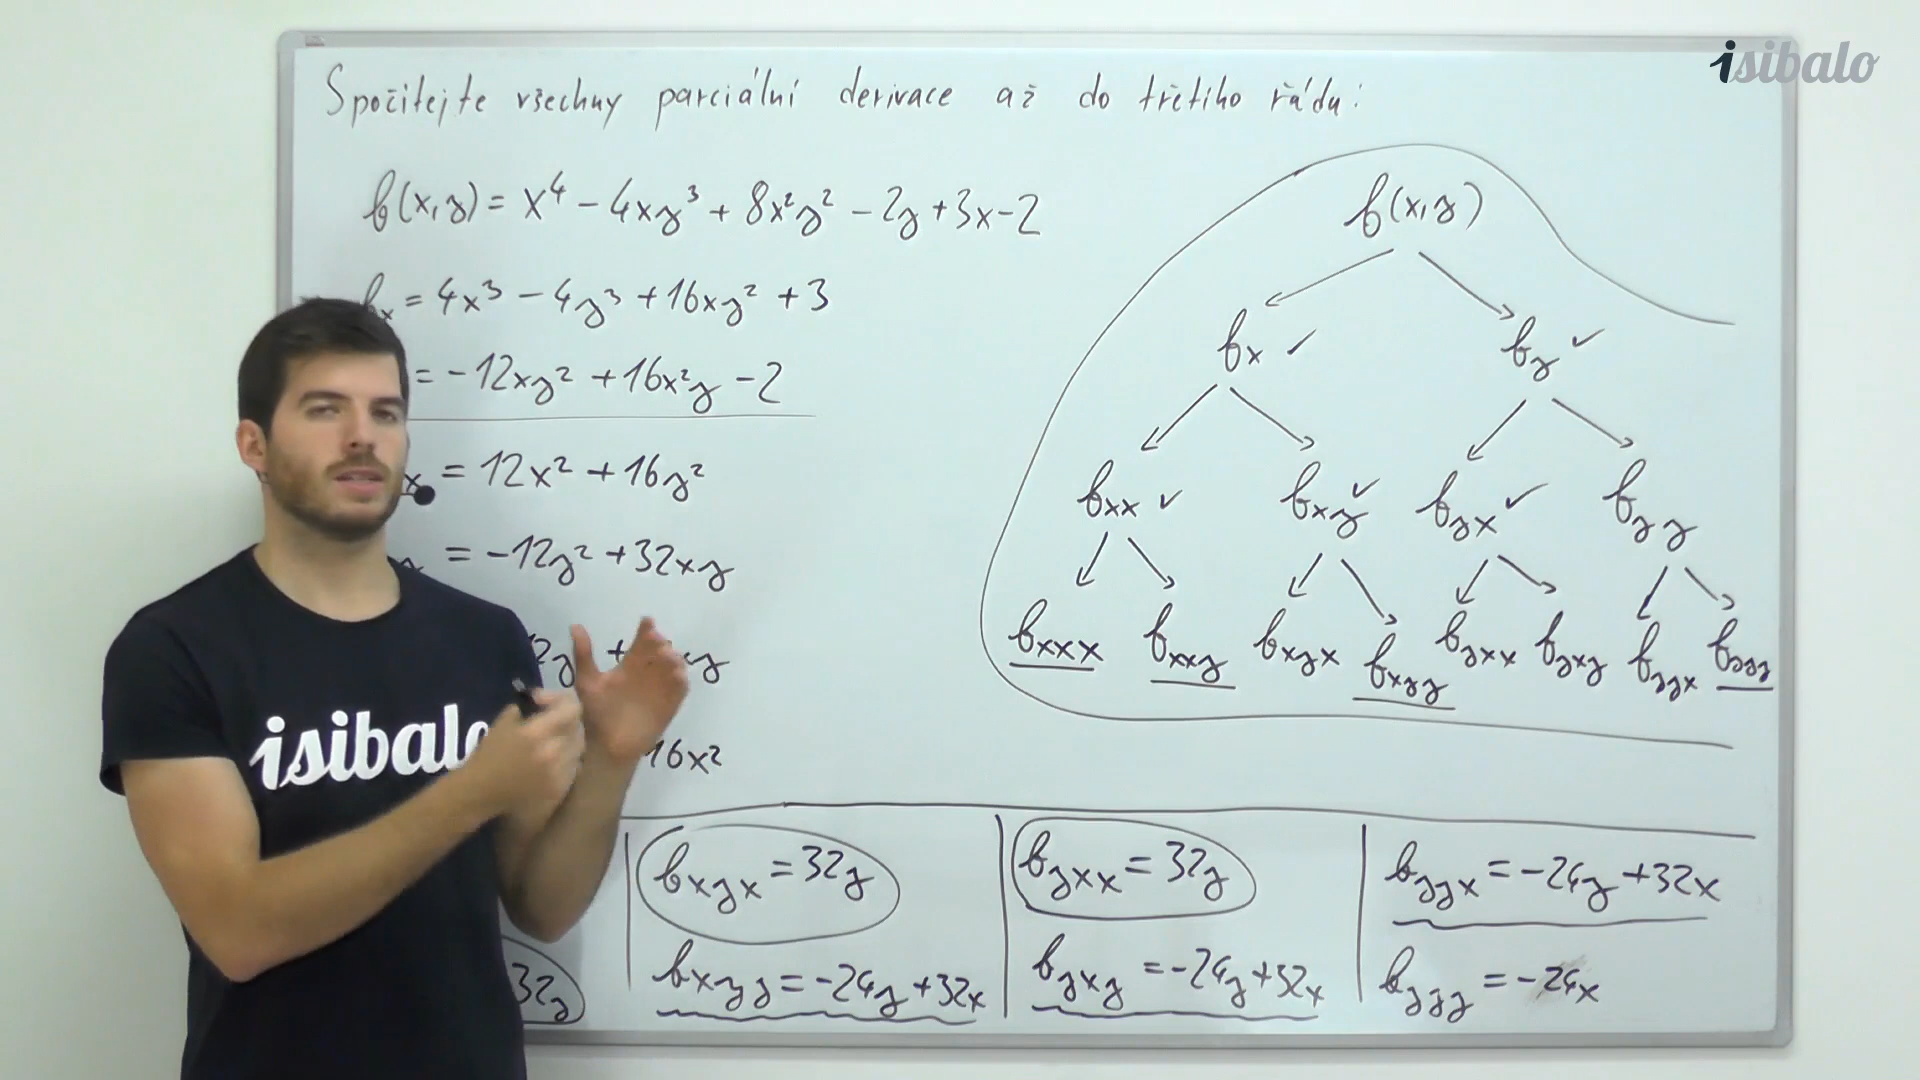 isibalo
Spočítejte všechny parciální derivace až do třetího řádu:
f(x,y) = x⁴ - 4xy³ + 8x²y² - 2y + 3x - 2
fx = 4x³ - 4y³ + 16xy² + 3
= -12xy² + 16x²y - 2
x = 12x² + 16y²
= -12y² + 32xy
16x²
f(x,y)
fx ✓ fy ✓
fxx ✓ fxy ✓ fyx ✓ fyy
fxxx fxxy fxyx fxyy fyxx fyxy fyyx fyyy
isibalo
fxyx = 32y fyxx = 32y fyyx = -24y + 32x
32y fxyy = -24y + 32x fyxy = -24y + 32x fyyy = -24x